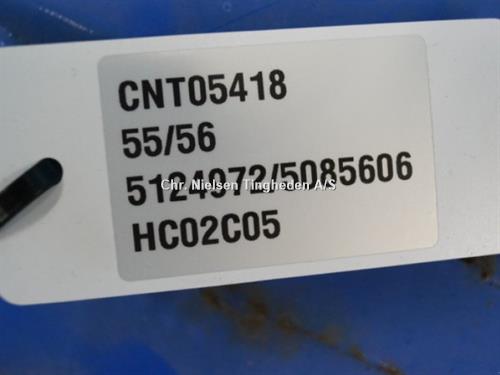 CNT05418
55/56
5124972/5085606
Chr. Nielsen Tingheden A/S
HC02C05